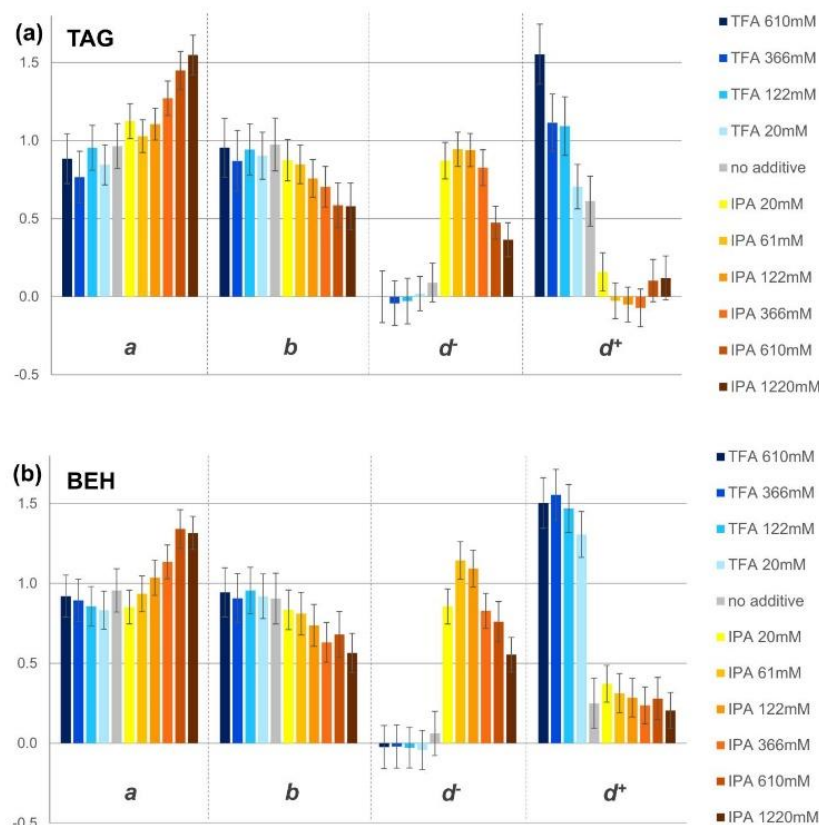 (a) TAG
1.5
1.0
0.5
0.0
-0.5
a b d- d+
TFA 610mM
TFA 366mM
TFA 122mM
TFA 20mM
no additive
IPA 20mM
IPA 61mM
IPA 122mM
IPA 366mM
IPA 610mM
IPA 1220mM
(b) BEH
1.5
1.0
0.5
0.0
-0.5
a b d- d+
TFA 610mM
TFA 366mM
TFA 122mM
TFA 20mM
no additive
IPA 20mM
IPA 61mM
IPA 122mM
IPA 366mM
IPA 610mM
IPA 1220mM